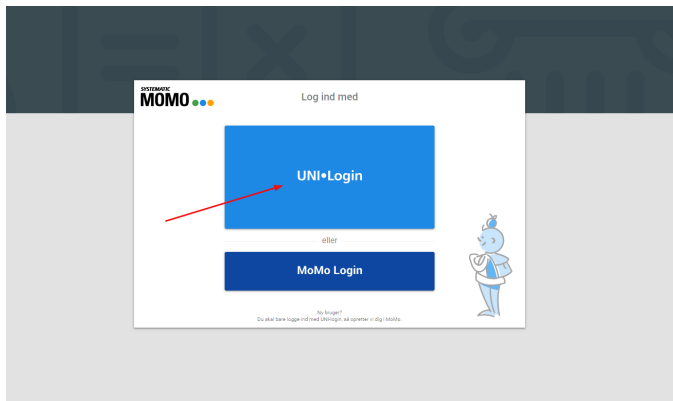 SYSTEMATIC
MOMO
Log ind med
UNI•Login
eller
MoMo Login
Ny bruger?
Du skal bare logge ind med UNI-login, så opretter vi dig i MoMo.